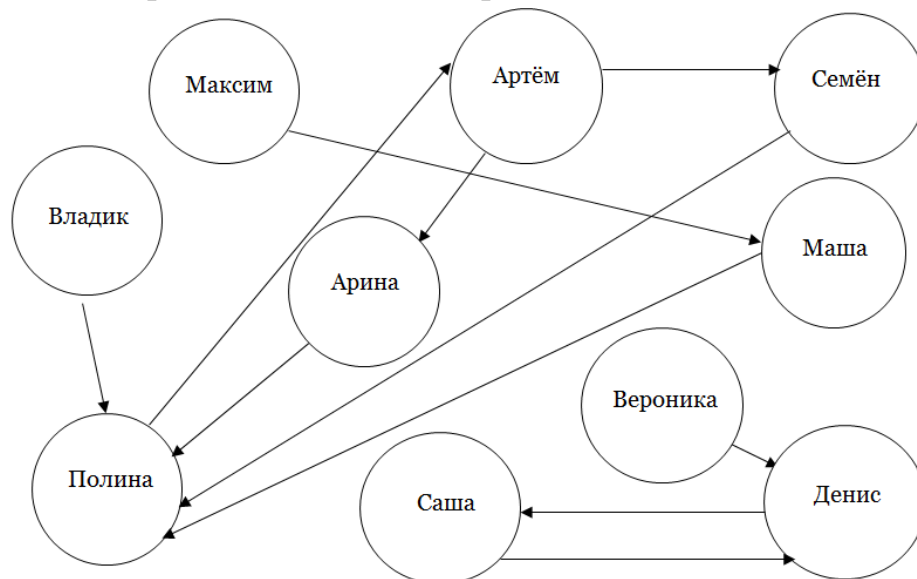 Максим
Артём
Семён
Владик
Арина
Маша
Вероника
Полина
Саша
Денис